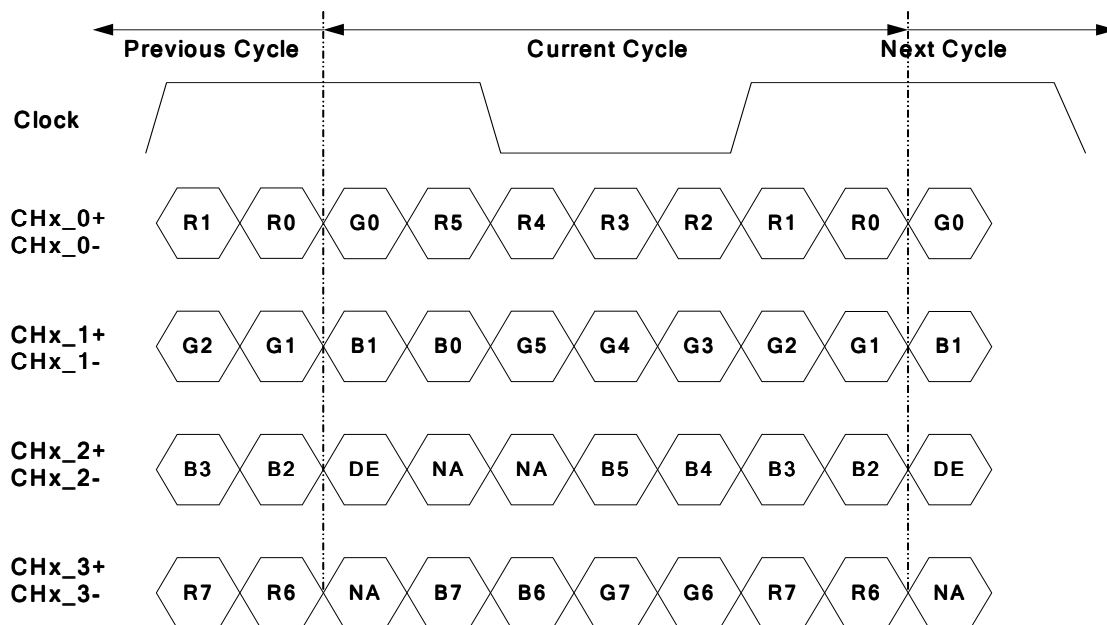 Previous Cycle Current Cycle Next Cycle
Clock
CHx_0+
CHx_0-
R1 R0 G0 R5 R4 R3 R2 R1 R0 G0
CHx_1+
CHx_1-
G2 G1 B1 B0 G5 G4 G3 G2 G1 B1
CHx_2+
CHx_2-
B3 B2 DE NA NA B5 B4 B3 B2 DE
CHx_3+
CHx_3-
R7 R6 NA B7 B6 G7 G6 R7 R6 NA